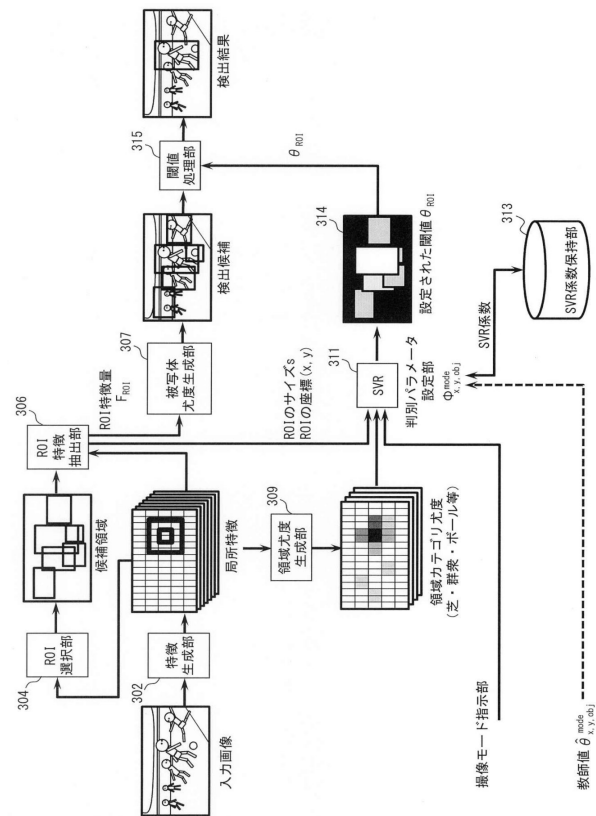 入力画像
302
特徴
生成部
304
ROI
選択部
候補領域
306
ROI
特徴
抽出部
局所特徴
ROI特徴量
F ROI
307
被写体
尤度生成部
検出候補
315
閾値
処理部
検出結果
θ ROI
309
領域尤度
生成部
領域カテゴリ尤度
(芝・群衆・ボール等)
ROIのサイズs
ROIの座標(x, y)
311
SVR
判別パラメータ
設定部
Φ mode x, y, obj
314
設定された閾値 θ ROI
SVR係数
313
SVR係数保持部
撮像モード指示部
教師値 θ̂ mode x, y, obj